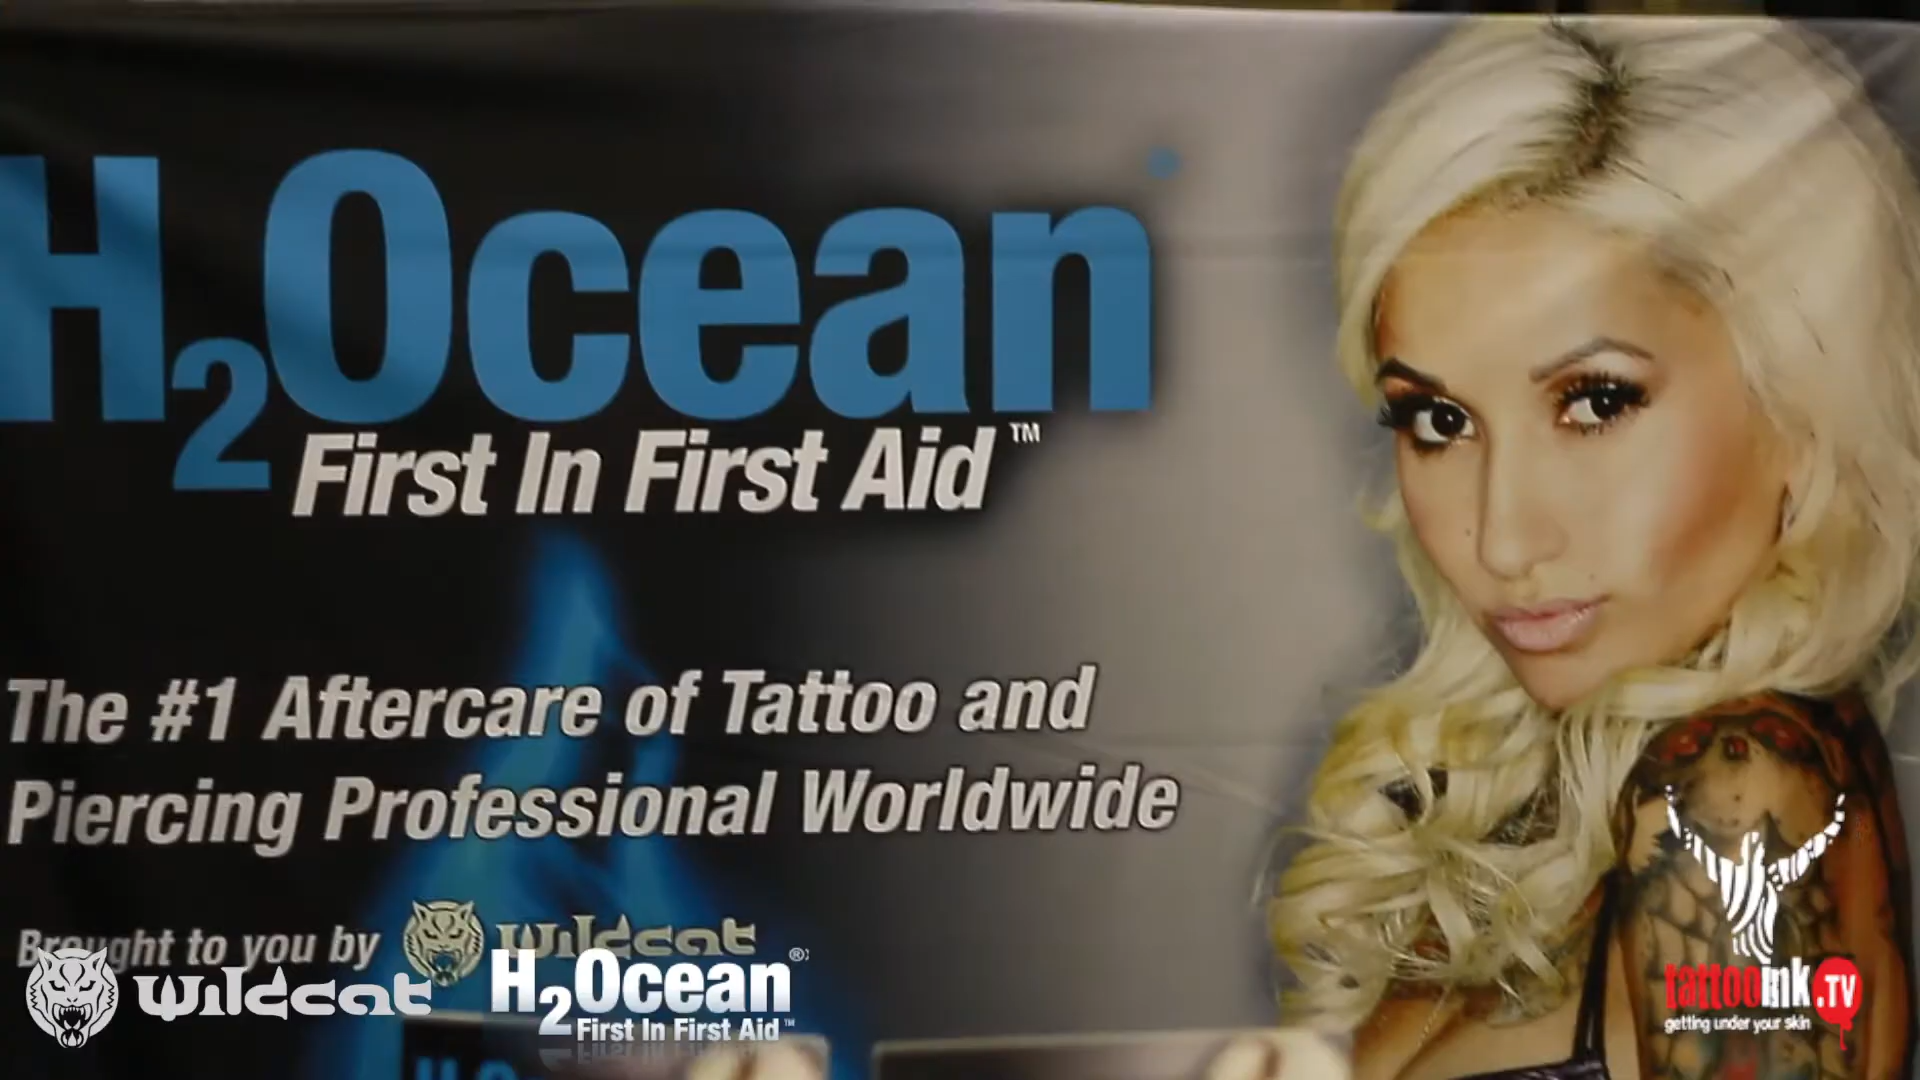 H2Ocean
First In First Aid™
The #1 Aftercare of Tattoo and
Piercing Professional Worldwide
Brought to you by wildcat
wildcat
H2Ocean®
First In First Aid™
tattooink.TV
getting under your skin